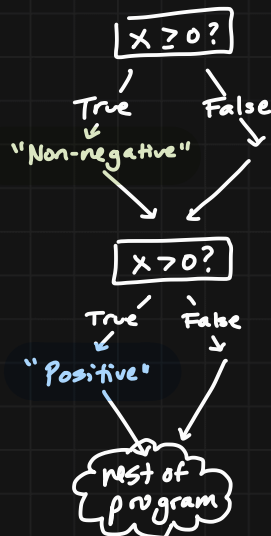 x ≥ 0?
True False
"Non-negative"
x > 0?
True False
"Positive"
rest of
program